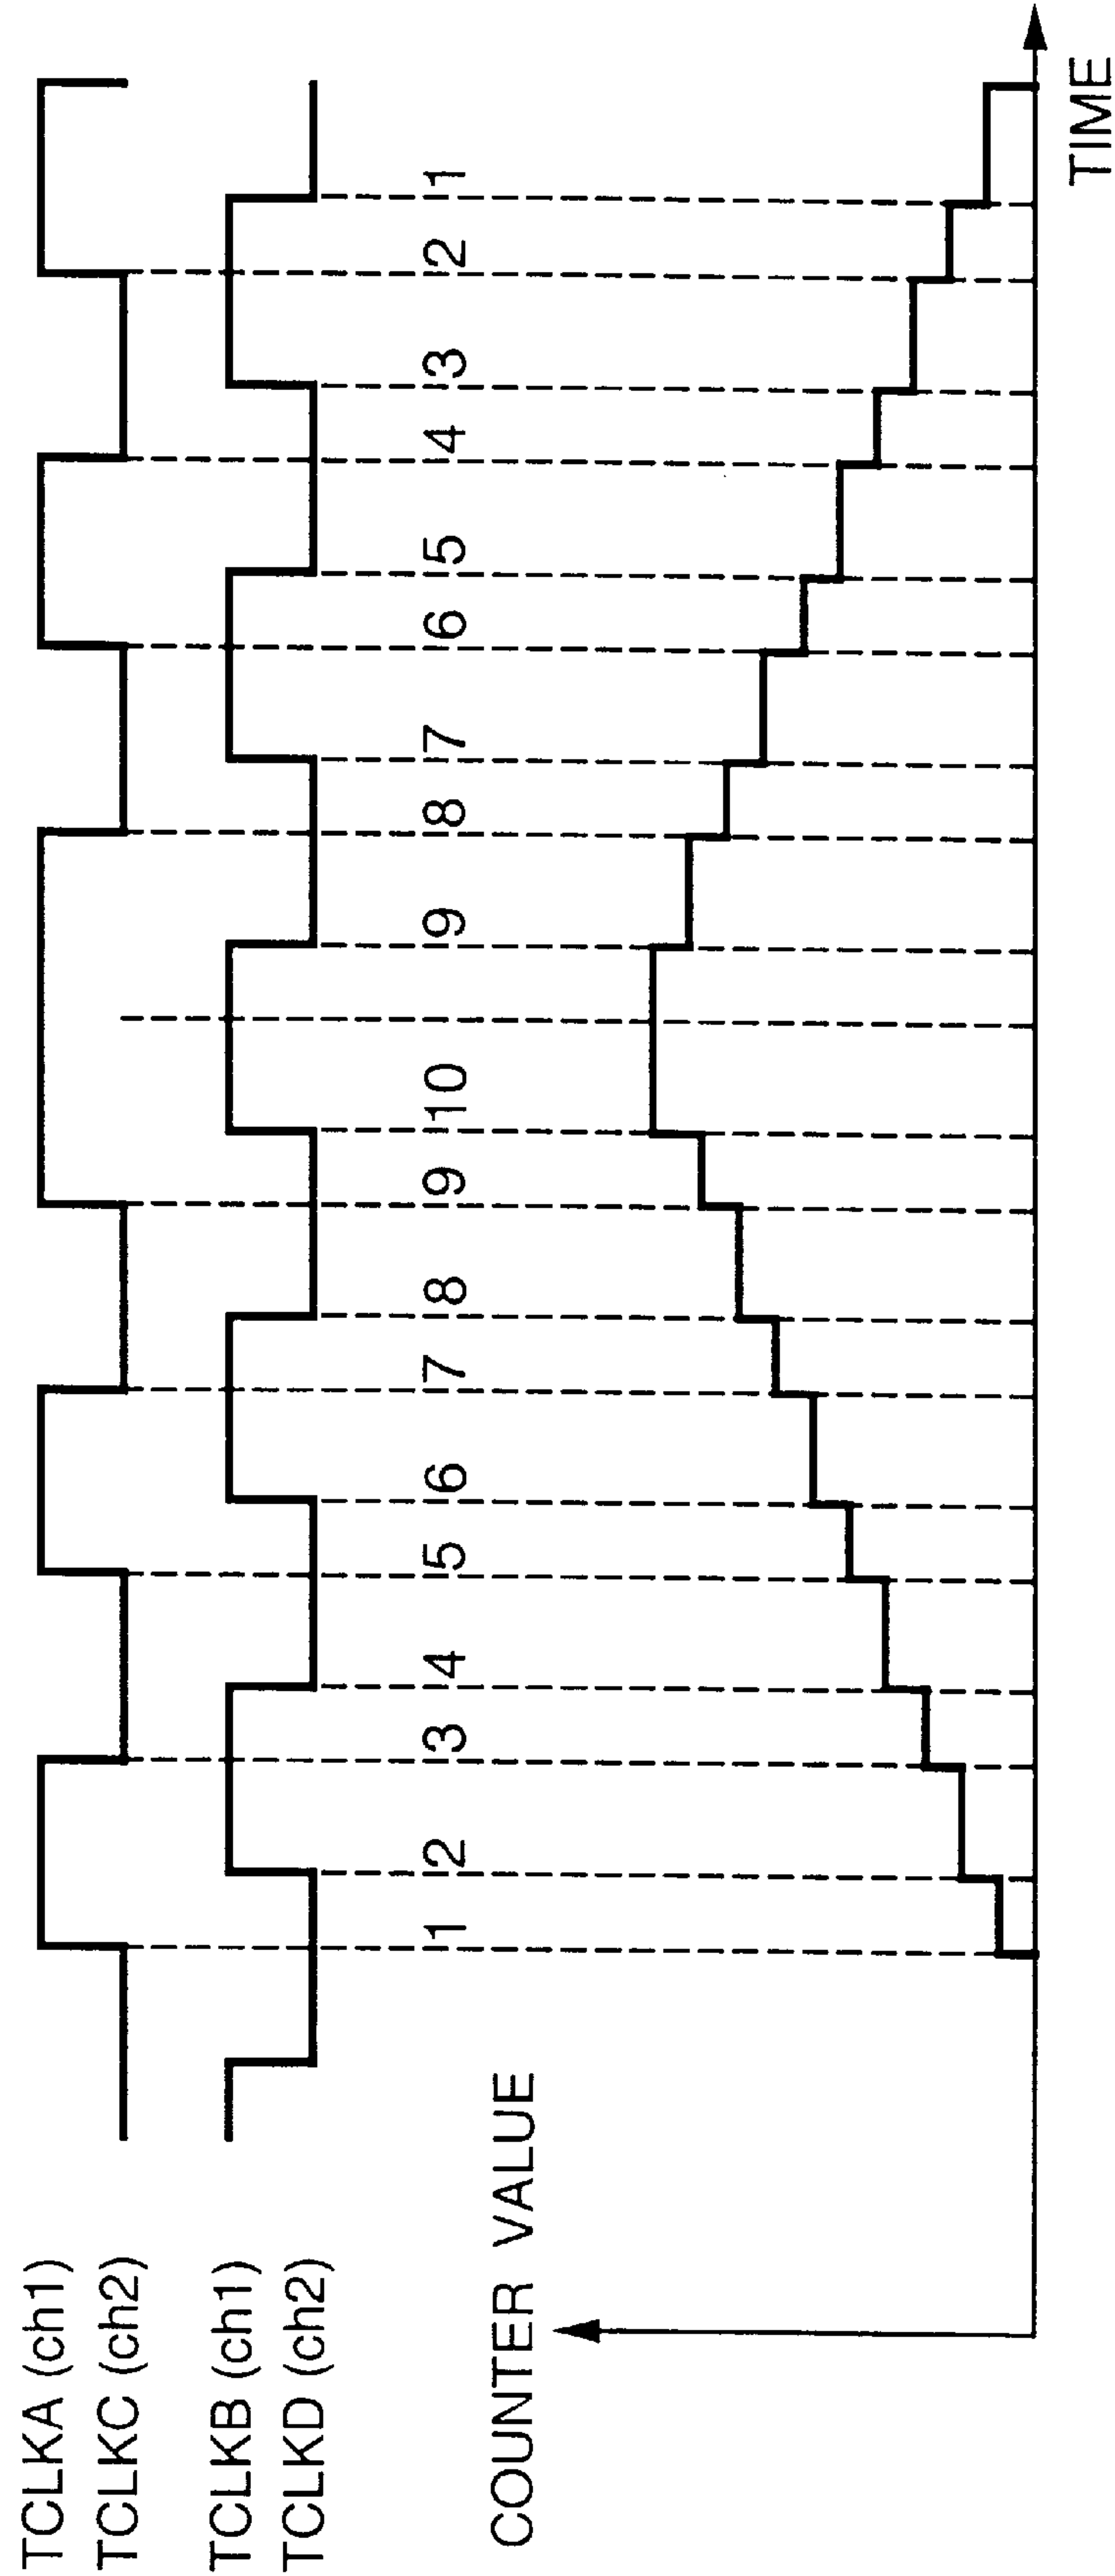 TCLKA (ch1)
TCLKC (ch2)
TCLKB (ch1)
TCLKD (ch2)
1 2 3 4 5 6 7 8 9 10 9 8 7 6 5 4 3 2 1
COUNTER VALUE
TIME